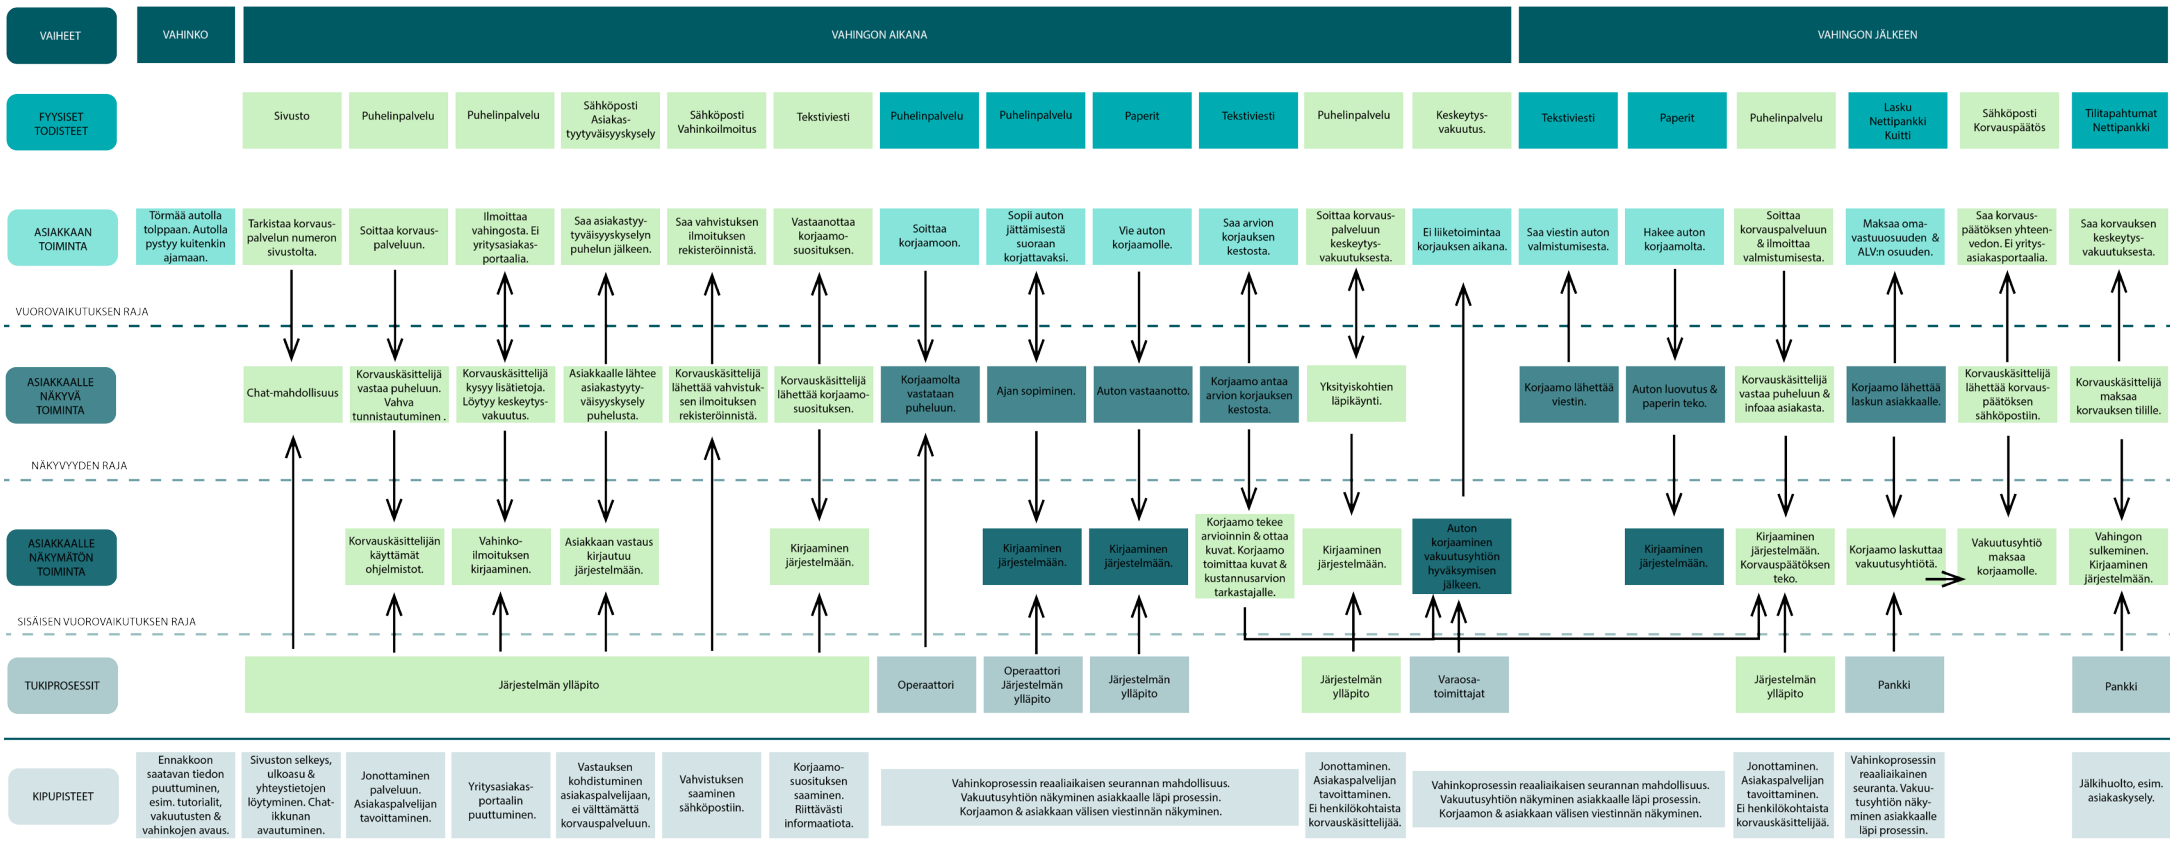 VAIHEET
VAHINKO
VAHINGON AIKANA
VAHINGON JÄLKEEN
FYYSISET
TODISTEET
Sivusto
Puhelinpalvelu
Puhelinpalvelu
Sähköposti
Asiakas-
tyytyväisyyskysely
Sähköposti
Vahinkoilmoitus
Tekstiviesti
Puhelinpalvelu
Puhelinpalvelu
Paperit
Tekstiviesti
Puhelinpalvelu
Keskeytys-
vakuutus.
Tekstiviesti
Paperit
Puhelinpalvelu
Lasku
Nettipankki
Kuitti
Sähköposti
Korvauspäätös
Tilitapahtumat
Nettipankki
ASIAKKAAN
TOIMINTA
Törmää autolla
tolppaan. Autolla
pystyy kuitenkin
ajamaan.
Tarkistaa korvaus-
palvelun numeron
sivustolta.
Soittaa korvaus-
palveluun.
Ilmoittaa
vahingosta. Ei
yritysasiakas-
portaalia.
Saa asiakastyy-
tyväisyyskyselyn
puhelun jälkeen.
Saa vahvistuksen
ilmoituksen
rekisteröinnistä.
Vastaanottaa
korjaamo-
suosituksen.
Soittaa
korjaamoon.
Sopii auton
jättämisestä
suoraan
korjattavaksi.
Vie auton
korjaamolle.
Saa arvion
korjauksen
kestosta.
Soittaa korvaus-
palveluun
keskeytys-
vakuutuksesta.
Ei liiketoimintaa
korjauksen aikana.
Saa viestin auton
valmistumisesta.
Hakee auton
korjaamolta.
Soittaa
korvauspalveluun
& ilmoittaa
valmistumisesta.
Maksaa oma-
vastuuosuuden &
ALV:n osuuden.
Saa korvaus-
päätöksen yhteen-
vedon. Ei yritys-
asiakasportaalia.
Saa korvauksen
keskeytys-
vakuutuksesta.
VUOROVAIKUTUKSEN RAJA
ASIAKKAALLE
NÄKYVÄ
TOIMINTA
Chat-mahdollisuus
Korvauskäsittelijä
vastaa puheluun.
Vahva
tunnistautuminen .
Korvauskäsittelijä
kysyy lisätietoja.
Löytyy keskeytys-
vakuutus.
Asiakkaalle lähtee
asiakastyyty-
väisyyskysely
puhelusta.
Korvauskäsittelijä
lähettää vahvistuk-
sen ilmoituksen
rekisteröinnistä.
Korvauskäsittelijä
lähettää korjaamo-
suosituksen.
Korjaamolta
vastataan
puheluun.
Ajan sopiminen.
Auton vastaanotto.
Korjaamo antaa
arvion korjauksen
kestosta.
Yksityiskohtien
läpikäynti.
Korjaamo lähettää
viestin.
Auton luovutus &
paperin teko.
Korvauskäsittelijä
vastaa puheluun &
infoaa asiakasta.
Korjaamo lähettää
laskun asiakkaalle.
Korvauskäsittelijä
lähettää korvaus-
päätöksen
sähköpostiin.
Korvauskäsittelijä
maksaa
korvauksen tilille.
NÄKYVYYDEN RAJA
ASIAKKAALLE
NÄKYMÄTÖN
TOIMINTA
Korvauskäsittelijän
käyttämät
ohjelmistot.
Vahinko-
ilmoituksen
kirjaaminen.
Asiakkaan vastaus
kirjautuu
järjestelmään.
Kirjaaminen
järjestelmään.
Kirjaaminen
järjestelmään.
Kirjaaminen
järjestelmään.
Korjaamo tekee
arvioinnin & ottaa
kuvat. Korjaamo
toimittaa kuvat &
kustannusarvion
tarkastajalle.
Kirjaaminen
järjestelmään.
Auton
korjaaminen
vakuutusyhtiön
hyväksymisen
jälkeen.
Kirjaaminen
järjestelmään.
Kirjaaminen
järjestelmään.
Korvauspäätöksen
teko.
Korjaamo laskuttaa
vakuutusyhtiötä.
Vakuutusyhtiö
maksaa
korjaamolle.
Vahingon
sulkeminen.
Kirjaaminen
järjestelmään.
SISÄISEN VUOROVAIKUTUKSEN RAJA
TUKIPROSESSIT
Järjestelmän ylläpito
Operaattori
Operaattori
Järjestelmän
ylläpito
Järjestelmän
ylläpito
Järjestelmän
ylläpito
Varaosa-
toimittajat
Järjestelmän
ylläpito
Pankki
Pankki
KIPUPISTEET
Ennakkoon
saatavan tiedon
puuttuminen,
esim. tutorialit,
vakuutusten &
vahinkojen avaus.
Sivuston selkeys,
ulkoasu &
yhteystietojen
löytyminen. Chat-
ikkunan
avautuminen.
Jonottaminen
palveluun.
Asiakaspalvelijan
tavoittaminen.
Yritysasiakas-
portaalin
puuttuminen.
Vastauksen
kohdistuminen
asiakaspalvelijaan,
ei välttämättä
korvauspalveluun.
Vahvistuksen
saaminen
sähköpostiin.
Korjaamo-
suosituksen
saaminen.
Riittävästi
informaatiota.
Vahinkoprosessin reaaliaikaisen seurannan mahdollisuus.
Vakuutusyhtiön näkyminen asiakkaalle läpi prosessin.
Korjaamon & asiakkaan välisen viestinnän näkyminen.
Jonottaminen.
Asiakaspalvelijan
tavoittaminen.
Ei henkilökohtaista
korvauskäsittelijää.
Vahinkoprosessin reaaliaikaisen seurannan mahdollisuus.
Vakuutusyhtiön näkyminen asiakkaalle läpi prosessin.
Korjaamon & asiakkaan välisen viestinnän näkyminen.
Jonottaminen.
Asiakaspalvelijan
tavoittaminen.
Ei henkilökohtaista
korvauskäsittelijää.
Vahinkoprosessin
reaaliaikainen
seuranta. Vakuu-
tusyhtiön näky-
minen asiakkaalle
läpi prosessin.
Jälkihuolto, esim.
asiakaskysely.